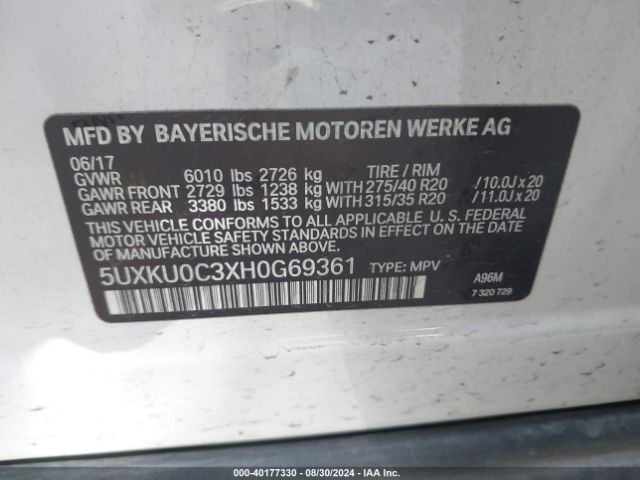 MFD BY BAYERISCHE MOTOREN WERKE AG
06/17
GVWR 6010 lbs 2726 kg TIRE / RIM
GAWR FRONT 2729 lbs 1238 kg WITH 275/40 R20 / 10.0J x 20
GAWR REAR 3380 lbs 1533 kg WITH 315/35 R20 / 11.0J x 20
THIS VEHICLE CONFORMS TO ALL APPLICABLE U. S. FEDERAL
MOTOR VEHICLE SAFETY STANDARDS IN EFFECT ON THE
DATE OF MANUFACTURE SHOWN ABOVE.
5UXKU0C3XH0G69361 TYPE: MPV
A96M
7 320 729
000-40177330 - 08/30/2024 - IAA Inc.